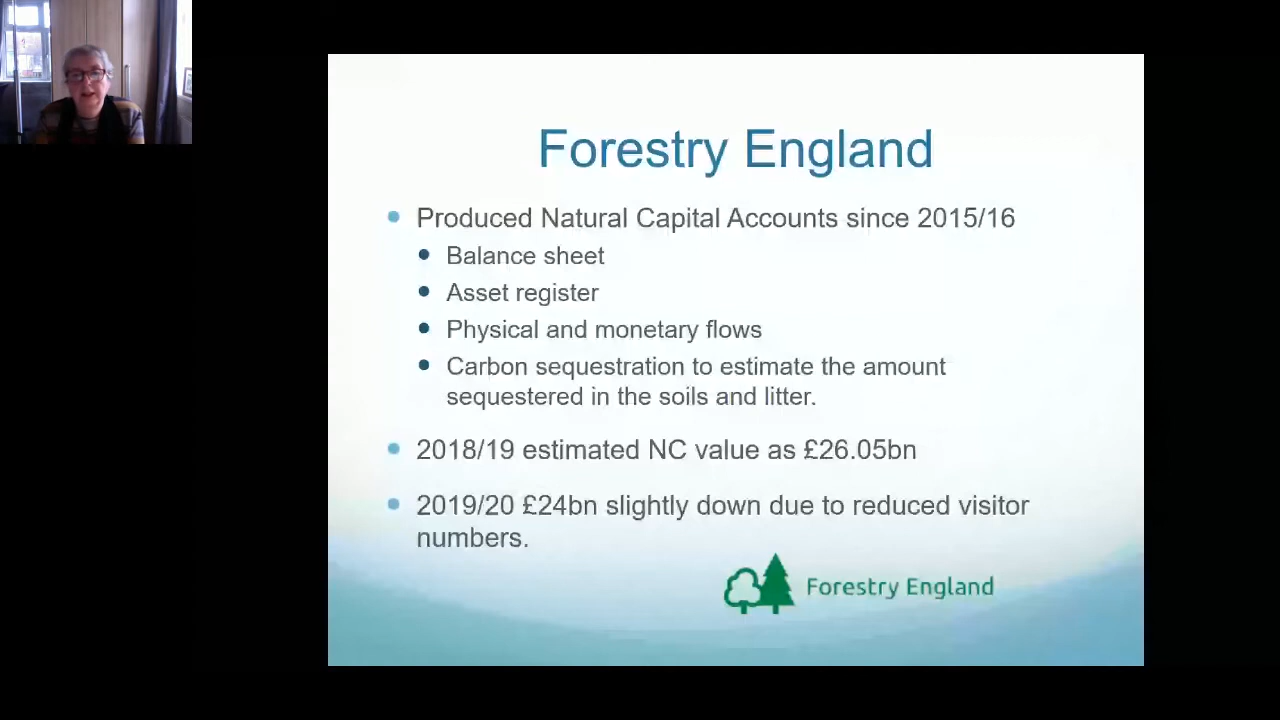 Forestry England
Produced Natural Capital Accounts since 2015/16
Balance sheet
Asset register
Physical and monetary flows
Carbon sequestration to estimate the amount
sequestered in the soils and litter.
2018/19 estimated NC value as £26.05bn
2019/20 £24bn slightly down due to reduced visitor
numbers.
Forestry England